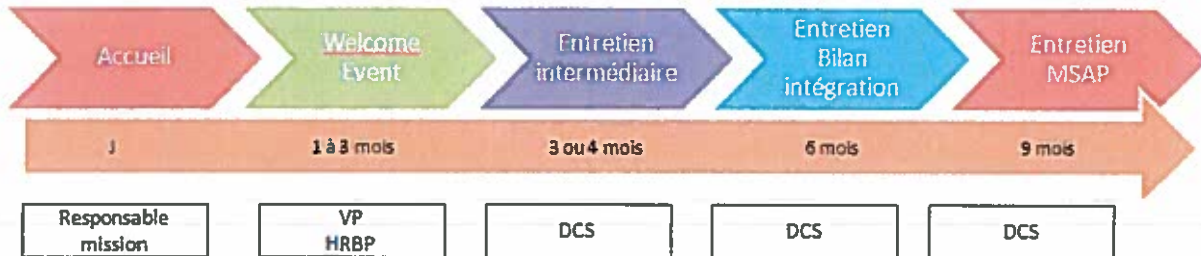 Accueil
Welcome
Event
Entretien
intermédiaire
Entretien
Bilan
intégration
Entretien
MSAP
J
1 à 3 mois
3 ou 4 mois
6 mois
9 mois
Responsable
mission
VP
HRBP
DCS
DCS
DCS